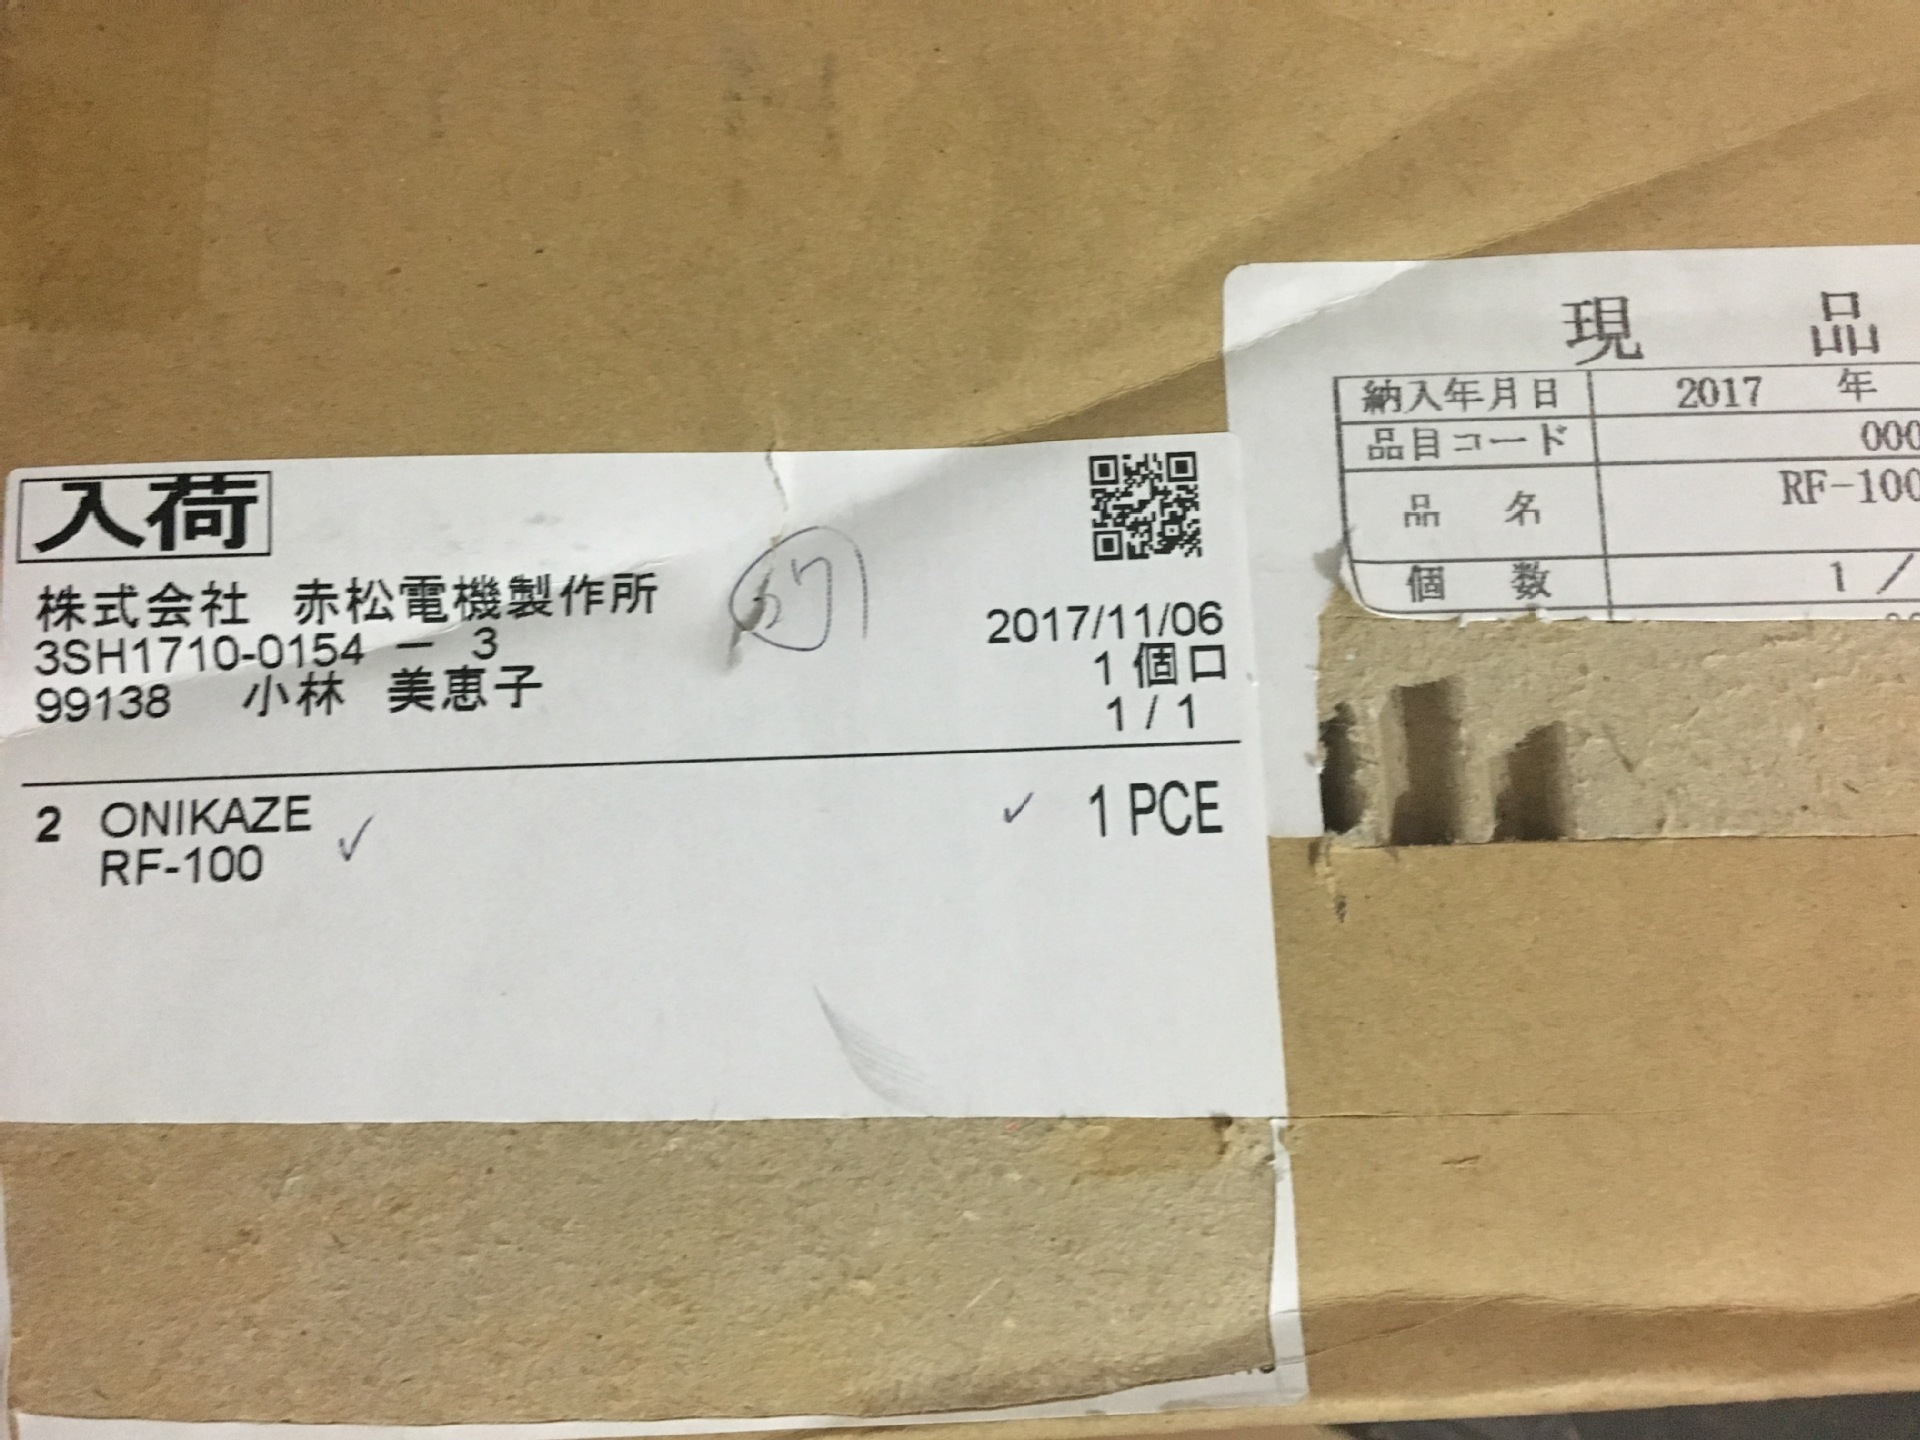 入荷
株式会社 赤松電機製作所
3SH1710-0154 － 3
99138 小林 美恵子
2017/11/06
1 個口
1 / 1
2 ONIKAZE
RF-100
1 PCE
現 品
納入年月日 2017 年
品目コード 000
品 名 RF-100
個 数 1 /